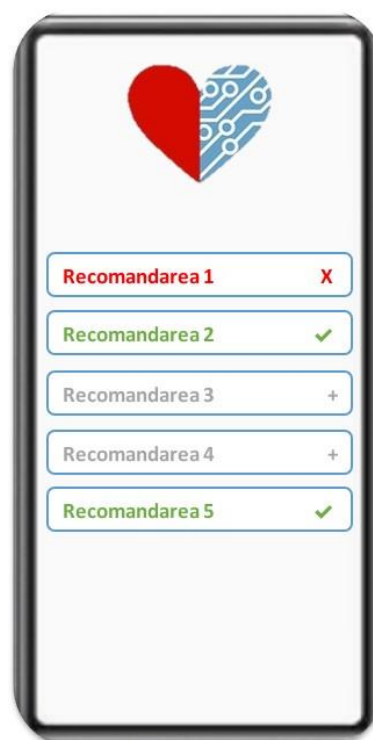 Recomandarea 1 X
Recomandarea 2 ✓
Recomandarea 3 +
Recomandarea 4 +
Recomandarea 5 ✓